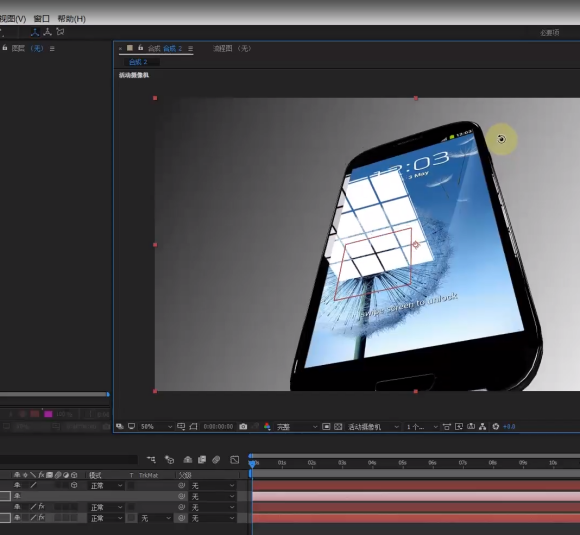 视图(V) 窗口 帮助(H)
必要项
图层 (无)
合成 合成 2
流程图 (无)
合成 2
活动摄像机
12:03
12:03
3 May
swipe screen to unlock
50%
0:00:00:00
完整
活动摄像机
1个...
+0.0
01s 02s 03s 04s 05s 06s 07s 08s 09s 10s
模式
T TrkMat
父级
正常
无
无
正常
无
正常
无
无